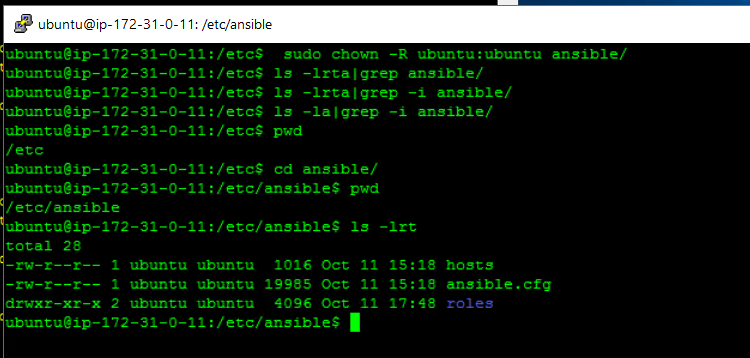 ubuntu@ip-172-31-0-11: /etc/ansible
ubuntu@ip-172-31-0-11:/etc$  sudo chown -R ubuntu:ubuntu ansible/
ubuntu@ip-172-31-0-11:/etc$ ls -lrta|grep ansible/
ubuntu@ip-172-31-0-11:/etc$ ls -lrta|grep -i ansible/
ubuntu@ip-172-31-0-11:/etc$ ls -la|grep -i ansible/
ubuntu@ip-172-31-0-11:/etc$ pwd
/etc
ubuntu@ip-172-31-0-11:/etc$ cd ansible/
ubuntu@ip-172-31-0-11:/etc/ansible$ pwd
/etc/ansible
ubuntu@ip-172-31-0-11:/etc/ansible$ ls -lrt
total 28
-rw-r--r-- 1 ubuntu ubuntu  1016 Oct 11 15:18 hosts
-rw-r--r-- 1 ubuntu ubuntu 19985 Oct 11 15:18 ansible.cfg
drwxr-xr-x 2 ubuntu ubuntu  4096 Oct 11 17:48 roles
ubuntu@ip-172-31-0-11:/etc/ansible$